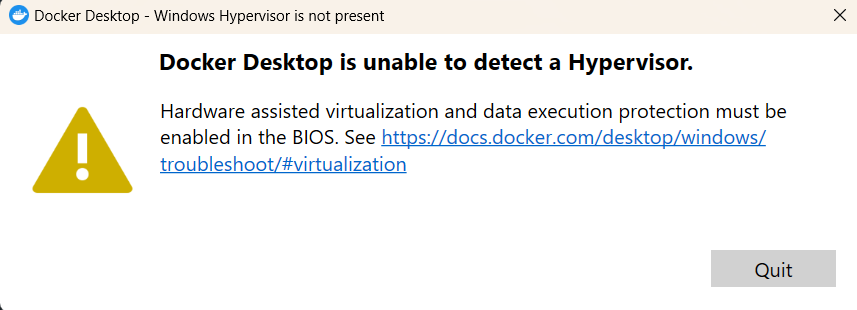 Docker Desktop - Windows Hypervisor is not present
Docker Desktop is unable to detect a Hypervisor.
Hardware assisted virtualization and data execution protection must be
enabled in the BIOS. See https://docs.docker.com/desktop/windows/
troubleshoot/#virtualization
Quit